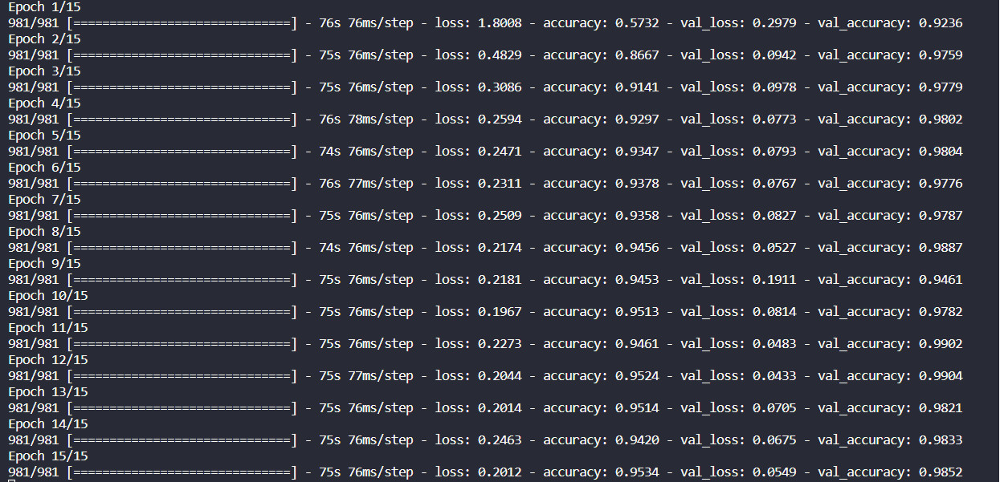 Epoch 1/15
981/981 [==============================] - 76s 76ms/step - loss: 1.8008 - accuracy: 0.5732 - val_loss: 0.2979 - val_accuracy: 0.9236
Epoch 2/15
981/981 [==============================] - 75s 76ms/step - loss: 0.4829 - accuracy: 0.8667 - val_loss: 0.0942 - val_accuracy: 0.9759
Epoch 3/15
981/981 [==============================] - 75s 76ms/step - loss: 0.3086 - accuracy: 0.9141 - val_loss: 0.0978 - val_accuracy: 0.9779
Epoch 4/15
981/981 [==============================] - 76s 78ms/step - loss: 0.2594 - accuracy: 0.9297 - val_loss: 0.0773 - val_accuracy: 0.9802
Epoch 5/15
981/981 [==============================] - 74s 76ms/step - loss: 0.2471 - accuracy: 0.9347 - val_loss: 0.0793 - val_accuracy: 0.9804
Epoch 6/15
981/981 [==============================] - 76s 77ms/step - loss: 0.2311 - accuracy: 0.9378 - val_loss: 0.0767 - val_accuracy: 0.9776
Epoch 7/15
981/981 [==============================] - 75s 76ms/step - loss: 0.2509 - accuracy: 0.9358 - val_loss: 0.0827 - val_accuracy: 0.9787
Epoch 8/15
981/981 [==============================] - 74s 76ms/step - loss: 0.2174 - accuracy: 0.9456 - val_loss: 0.0527 - val_accuracy: 0.9887
Epoch 9/15
981/981 [==============================] - 75s 76ms/step - loss: 0.2181 - accuracy: 0.9453 - val_loss: 0.1911 - val_accuracy: 0.9461
Epoch 10/15
981/981 [==============================] - 75s 76ms/step - loss: 0.1967 - accuracy: 0.9513 - val_loss: 0.0814 - val_accuracy: 0.9782
Epoch 11/15
981/981 [==============================] - 75s 76ms/step - loss: 0.2273 - accuracy: 0.9461 - val_loss: 0.0483 - val_accuracy: 0.9902
Epoch 12/15
981/981 [==============================] - 75s 77ms/step - loss: 0.2044 - accuracy: 0.9524 - val_loss: 0.0433 - val_accuracy: 0.9904
Epoch 13/15
981/981 [==============================] - 75s 76ms/step - loss: 0.2014 - accuracy: 0.9514 - val_loss: 0.0705 - val_accuracy: 0.9821
Epoch 14/15
981/981 [==============================] - 75s 76ms/step - loss: 0.2463 - accuracy: 0.9420 - val_loss: 0.0675 - val_accuracy: 0.9833
Epoch 15/15
981/981 [==============================] - 75s 76ms/step - loss: 0.2012 - accuracy: 0.9534 - val_loss: 0.0549 - val_accuracy: 0.9852